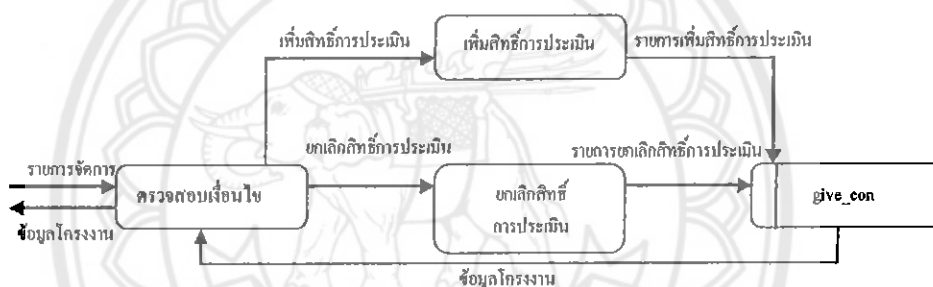 เพิ่มสิทธิ์การประเมิน
เพิ่มสิทธิ์การประเมิน
รายการเพิ่มสิทธิ์การประเมิน
ยกเลิกสิทธิ์การประเมิน
รายการยกเลิกสิทธิ์การประเมิน
รายการจัดการ
ตรวจสอบเงื่อนไข
ยกเลิกสิทธิ์
การประเมิน
give_con
ข้อมูลโครงงาน
ข้อมูลโครงงาน